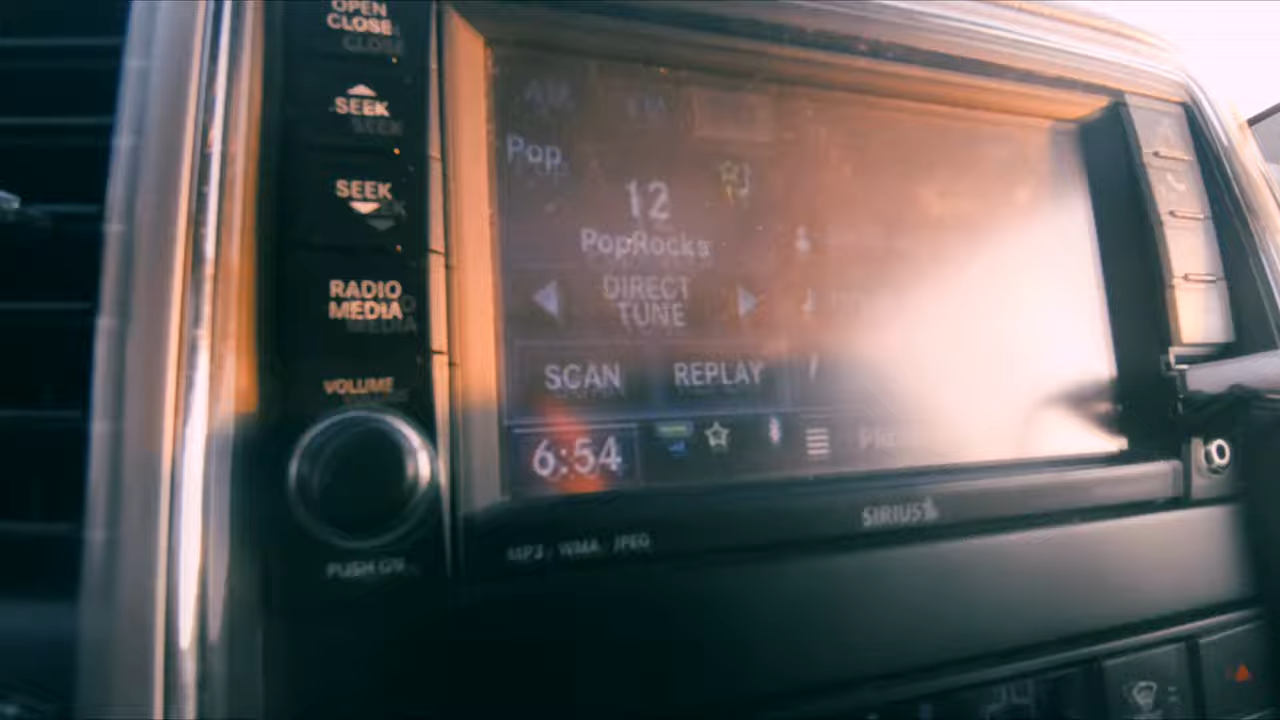 OPEN
CLOSE
SEEK
SEEK
RADIO
MEDIA
VOLUME
PUSH
AM
FM
Pop
12
PopRocks
DIRECT
TUNE
SCAN
REPLAY
6:54
SIRIUS
MP3 / WMA / JPEG